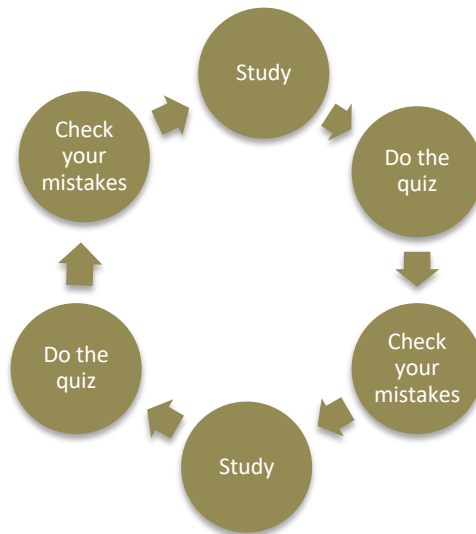 Study
Do the
quiz
Check
your
mistakes
Study
Do the
quiz
Check
your
mistakes